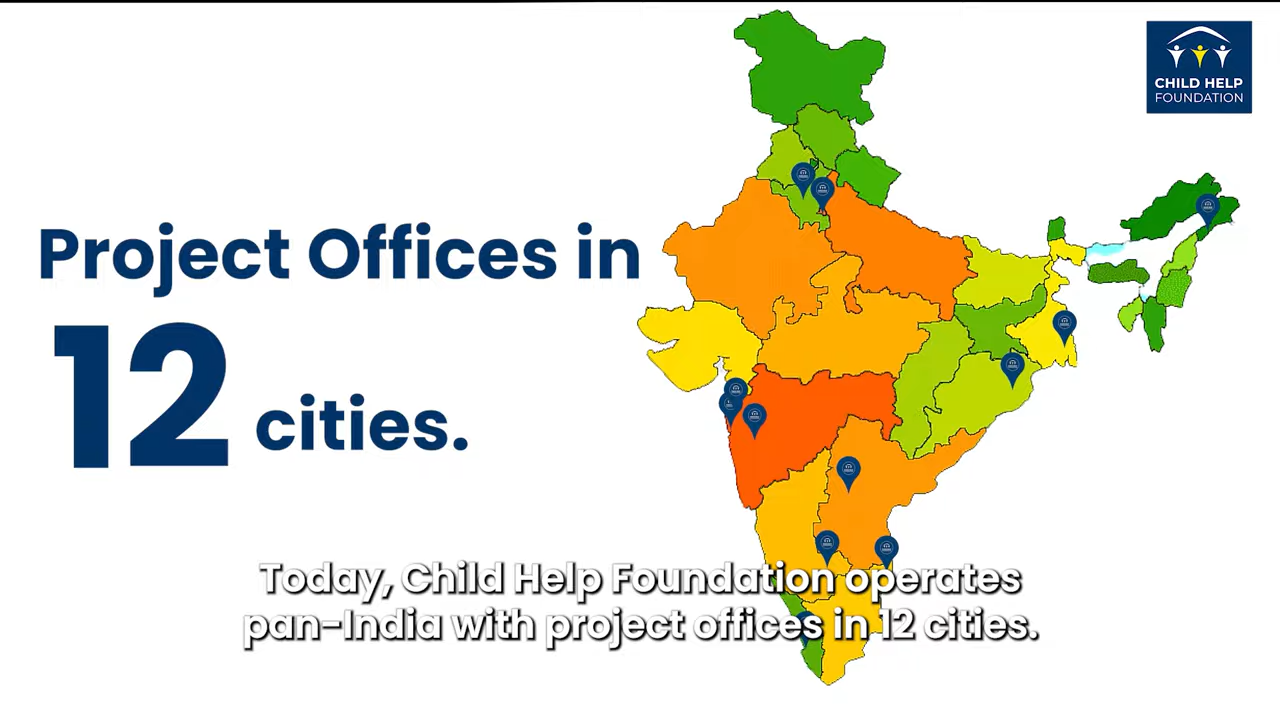 CHILD HELP
FOUNDATION
Project Offices in
12 cities.
Today, Child Help Foundation operates
pan-India with project offices in 12 cities.